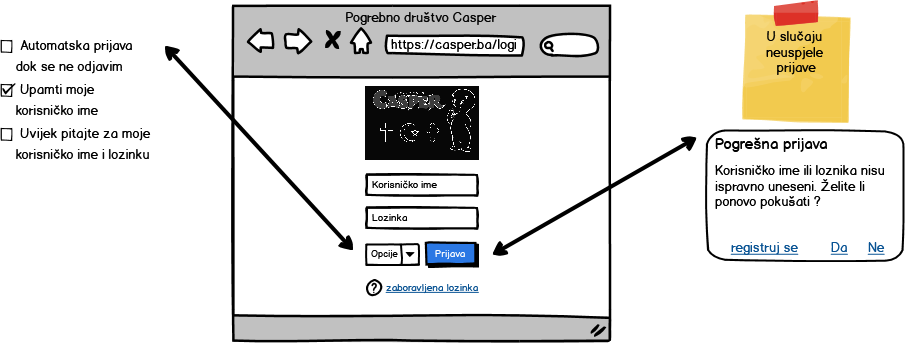 Pogrebno društvo Casper
https://casper.ba/logi
Automatska prijava
dok se ne odjavim
Upamti moje
korisničko ime
Uvijek pitajte za moje
korisničko ime i lozinku
CASPER
Korisničko ime
Lozinka
Opcije
Prijava
? zaboravljena lozinka
U slučaju
neuspjele
prijave
Pogrešna prijava
Korisničko ime ili loznika nisu
ispravno uneseni. Želite li
ponovo pokušati ?
registruj se Da Ne